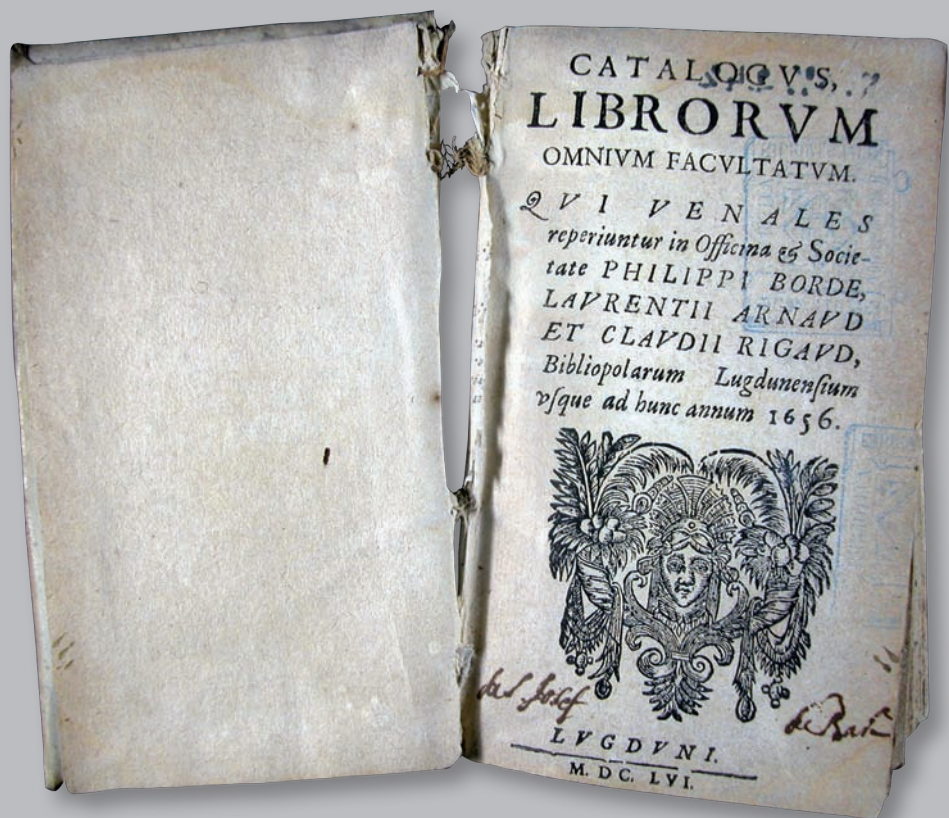 CATALOGVS,
LIBRORVM
OMNIVM FACVLTATVM.
QVI VENALES
reperiuntur in Officina & Socie-
tate PHILIPPI BORDE,
LAVRENTII ARNAVD
ET CLAVDII RIGAVD,
Bibliopolarum Lugdunenſium
vſque ad hunc annum 1656.
Josef
LVGDVNI.
M. DC. LVI.